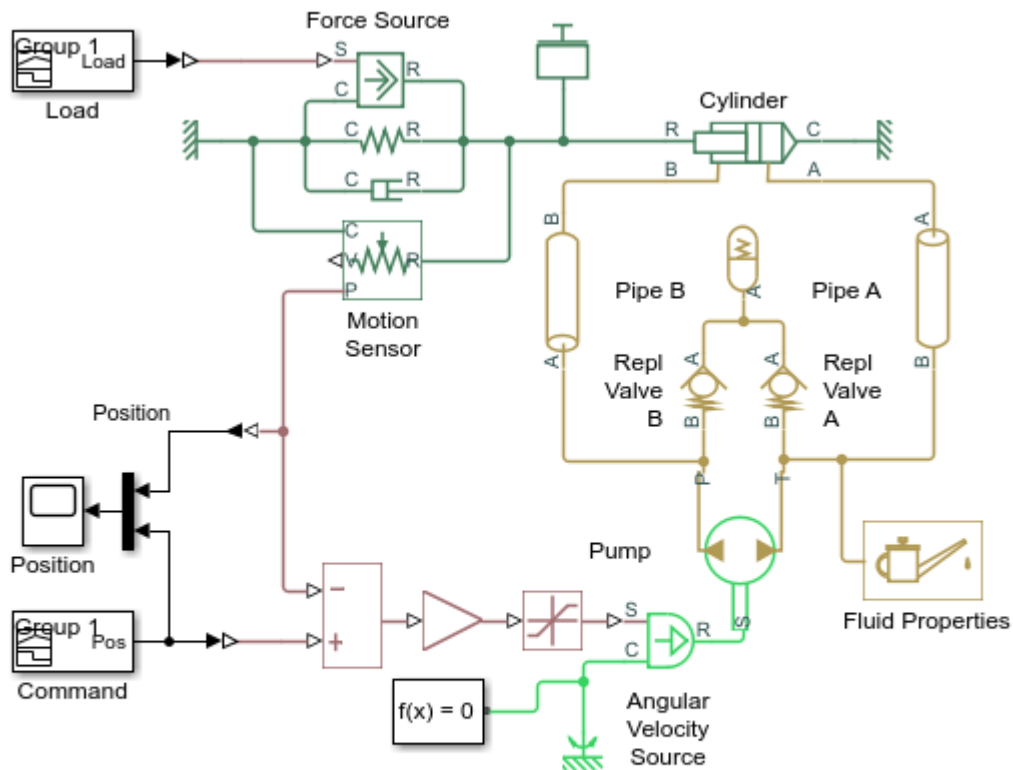 Force Source
Group 1
Load
Load
S
R
C
C
R
C
R
C
V
R
P
Motion
Sensor
Cylinder
R
C
B
A
B
A
A
Pipe B
Pipe A
A
B
A
A
Repl
Valve
B
Repl
Valve
A
B
B
P
T
Position
Position
Pump
Fluid Properties
Group 1
Pos
Command
−
+
S
R
C
S
f(x) = 0
Angular
Velocity
Source